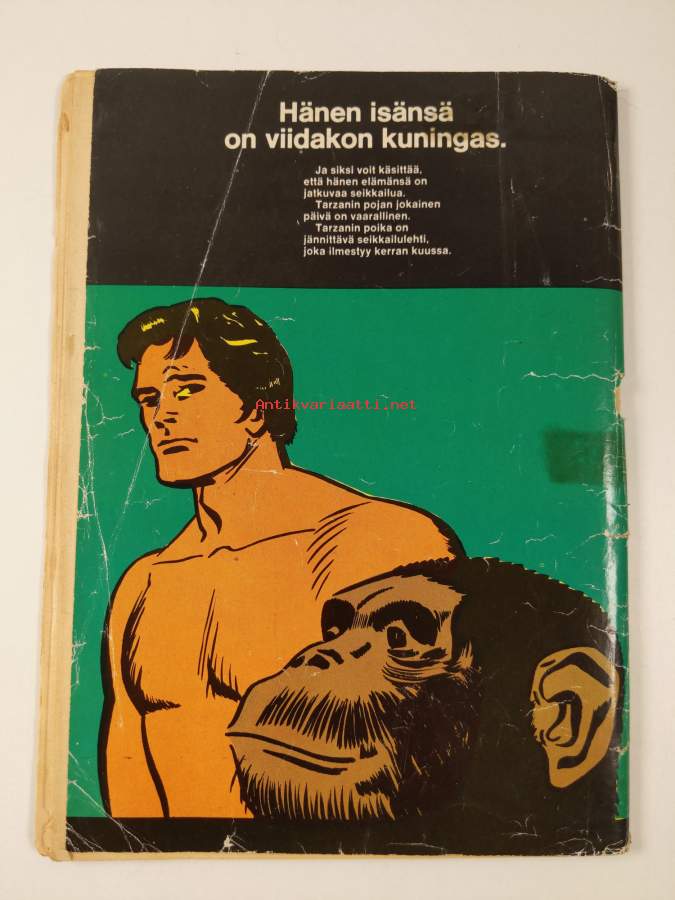 Hänen isänsä
on viidakon kuningas.
Ja siksi voit käsittää,
että hänen elämänsä on
jatkuvaa seikkailua.
Tarzanin pojan jokainen
päivä on vaarallinen.
Tarzanin poika on
jännittävä seikkailulehti,
joka ilmestyy kerran kuussa.
Antikvariaatti.net